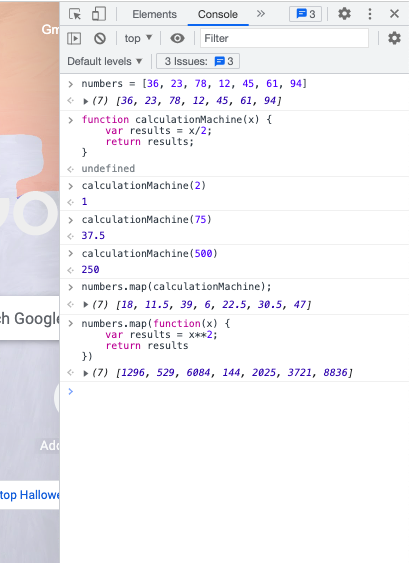 Gm
Elements Console 3
top Filter
Default levels 3 Issues: 3
numbers = [36, 23, 78, 12, 45, 61, 94]
(7) [36, 23, 78, 12, 45, 61, 94]
function calculationMachine(x) {
var results = x/2;
return results;
}
undefined
calculationMachine(2)
1
calculationMachine(75)
37.5
calculationMachine(500)
250
numbers.map(calculationMachine);
(7) [18, 11.5, 39, 6, 22.5, 30.5, 47]
ch Google
numbers.map(function(x) {
var results = x**2;
return results
})
(7) [1296, 529, 6084, 144, 2025, 3721, 8836]
Add
top Hallowe